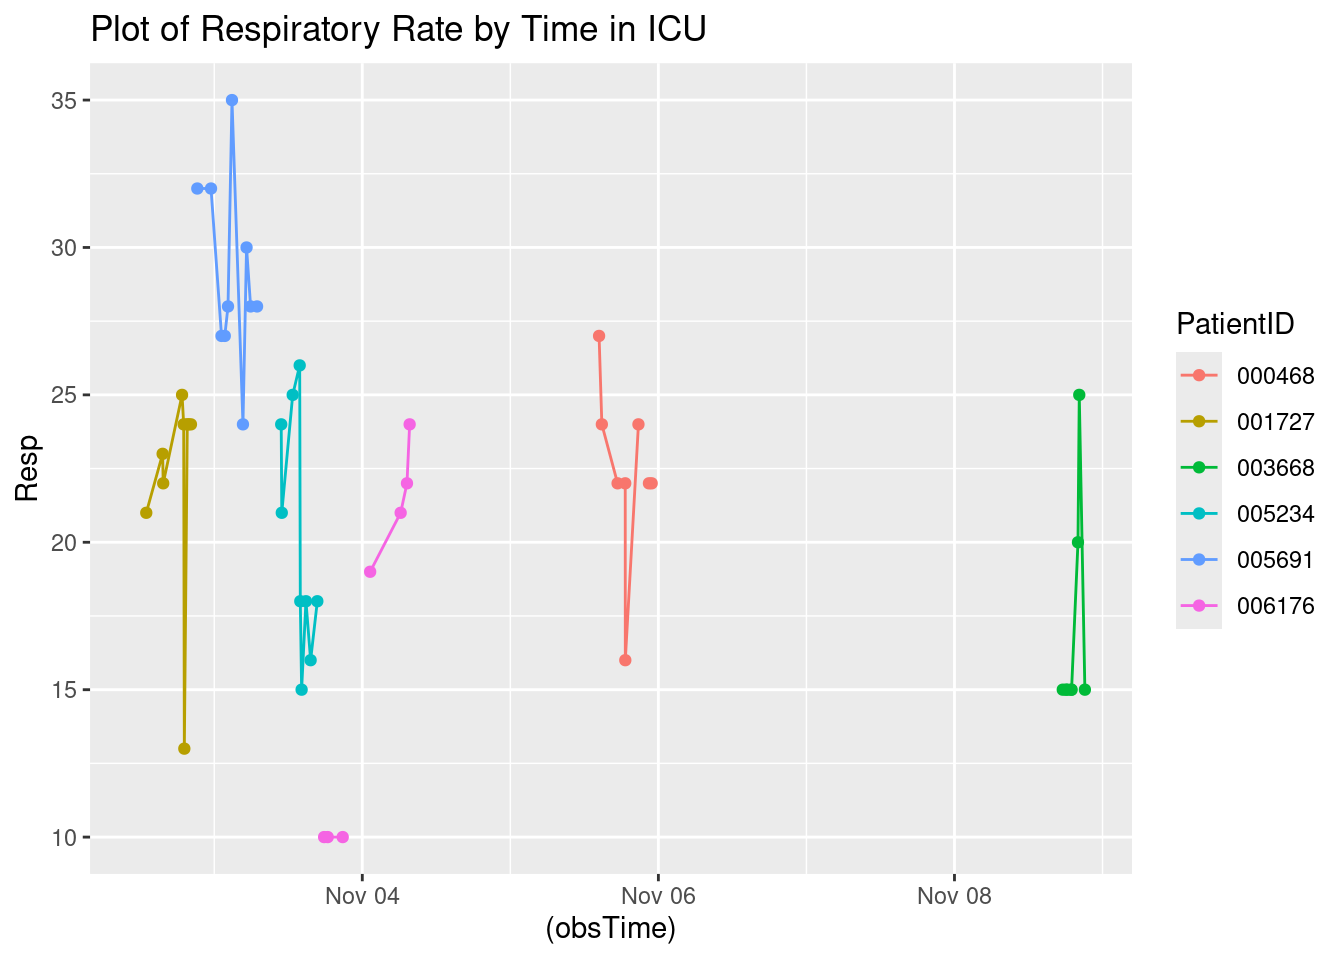 Plot of Respiratory Rate by Time in ICU
35
30
25
20
15
10
Resp
Nov 04
Nov 06
Nov 08
(obsTime)
PatientID
000468
001727
003668
005234
005691
006176